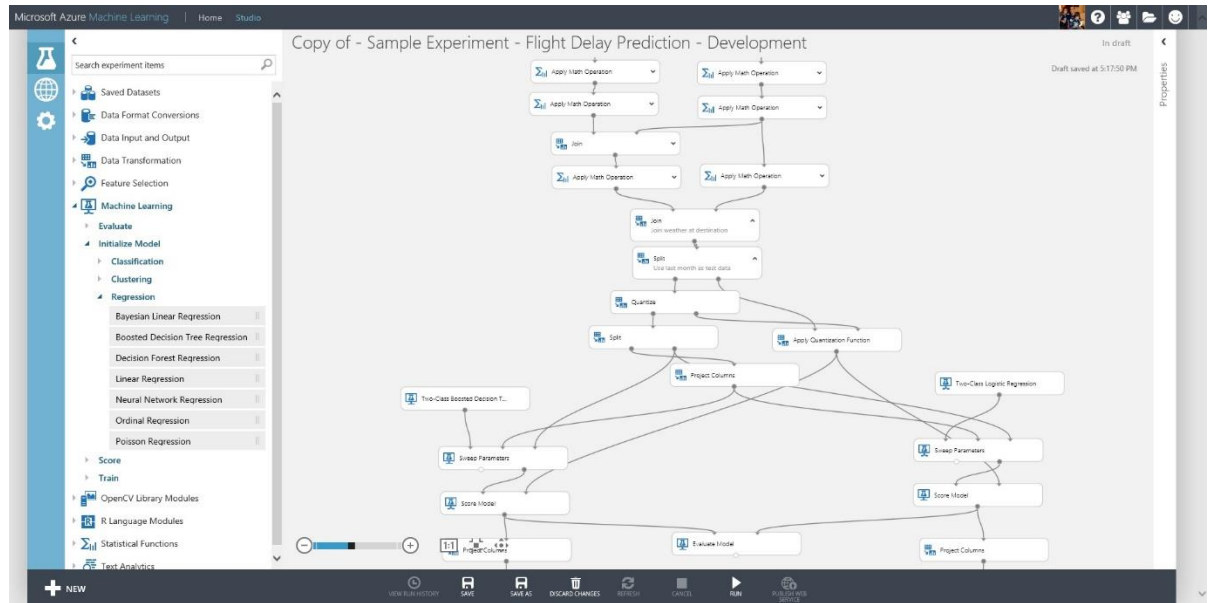 Microsoft Azure Machine Learning | Home Studio
Copy of - Sample Experiment - Flight Delay Prediction - Development
In draft
Draft saved at 5:17:50 PM
Properties
Search experiment items
Saved Datasets
Data Format Conversions
Data Input and Output
Data Transformation
Feature Selection
Machine Learning
Evaluate
Initialize Model
Classification
Clustering
Regression
Bayesian Linear Regression
Boosted Decision Tree Regression
Decision Forest Regression
Linear Regression
Neural Network Regression
Ordinal Regression
Poisson Regression
Score
Train
OpenCV Library Modules
R Language Modules
Statistical Functions
Text Analytics
Apply Math Operation
Apply Math Operation
Apply Math Operation
Apply Math Operation
Join
Apply Math Operation
Apply Math Operation
Join
Join weather at destination
Split
Use last month as test data
Quantize
Split
Apply Quantization Function
Project Columns
Two-Class Boosted Decision T...
Two-Class Logistic Regression
Sweep Parameters
Sweep Parameters
Score Model
Score Model
Evaluate Model
Project Columns
Project Columns
1:1
NEW
VIEW RUN HISTORY
SAVE
SAVE AS
DISCARD CHANGES
REFRESH
CANCEL
RUN
PUBLISH WEB SERVICE